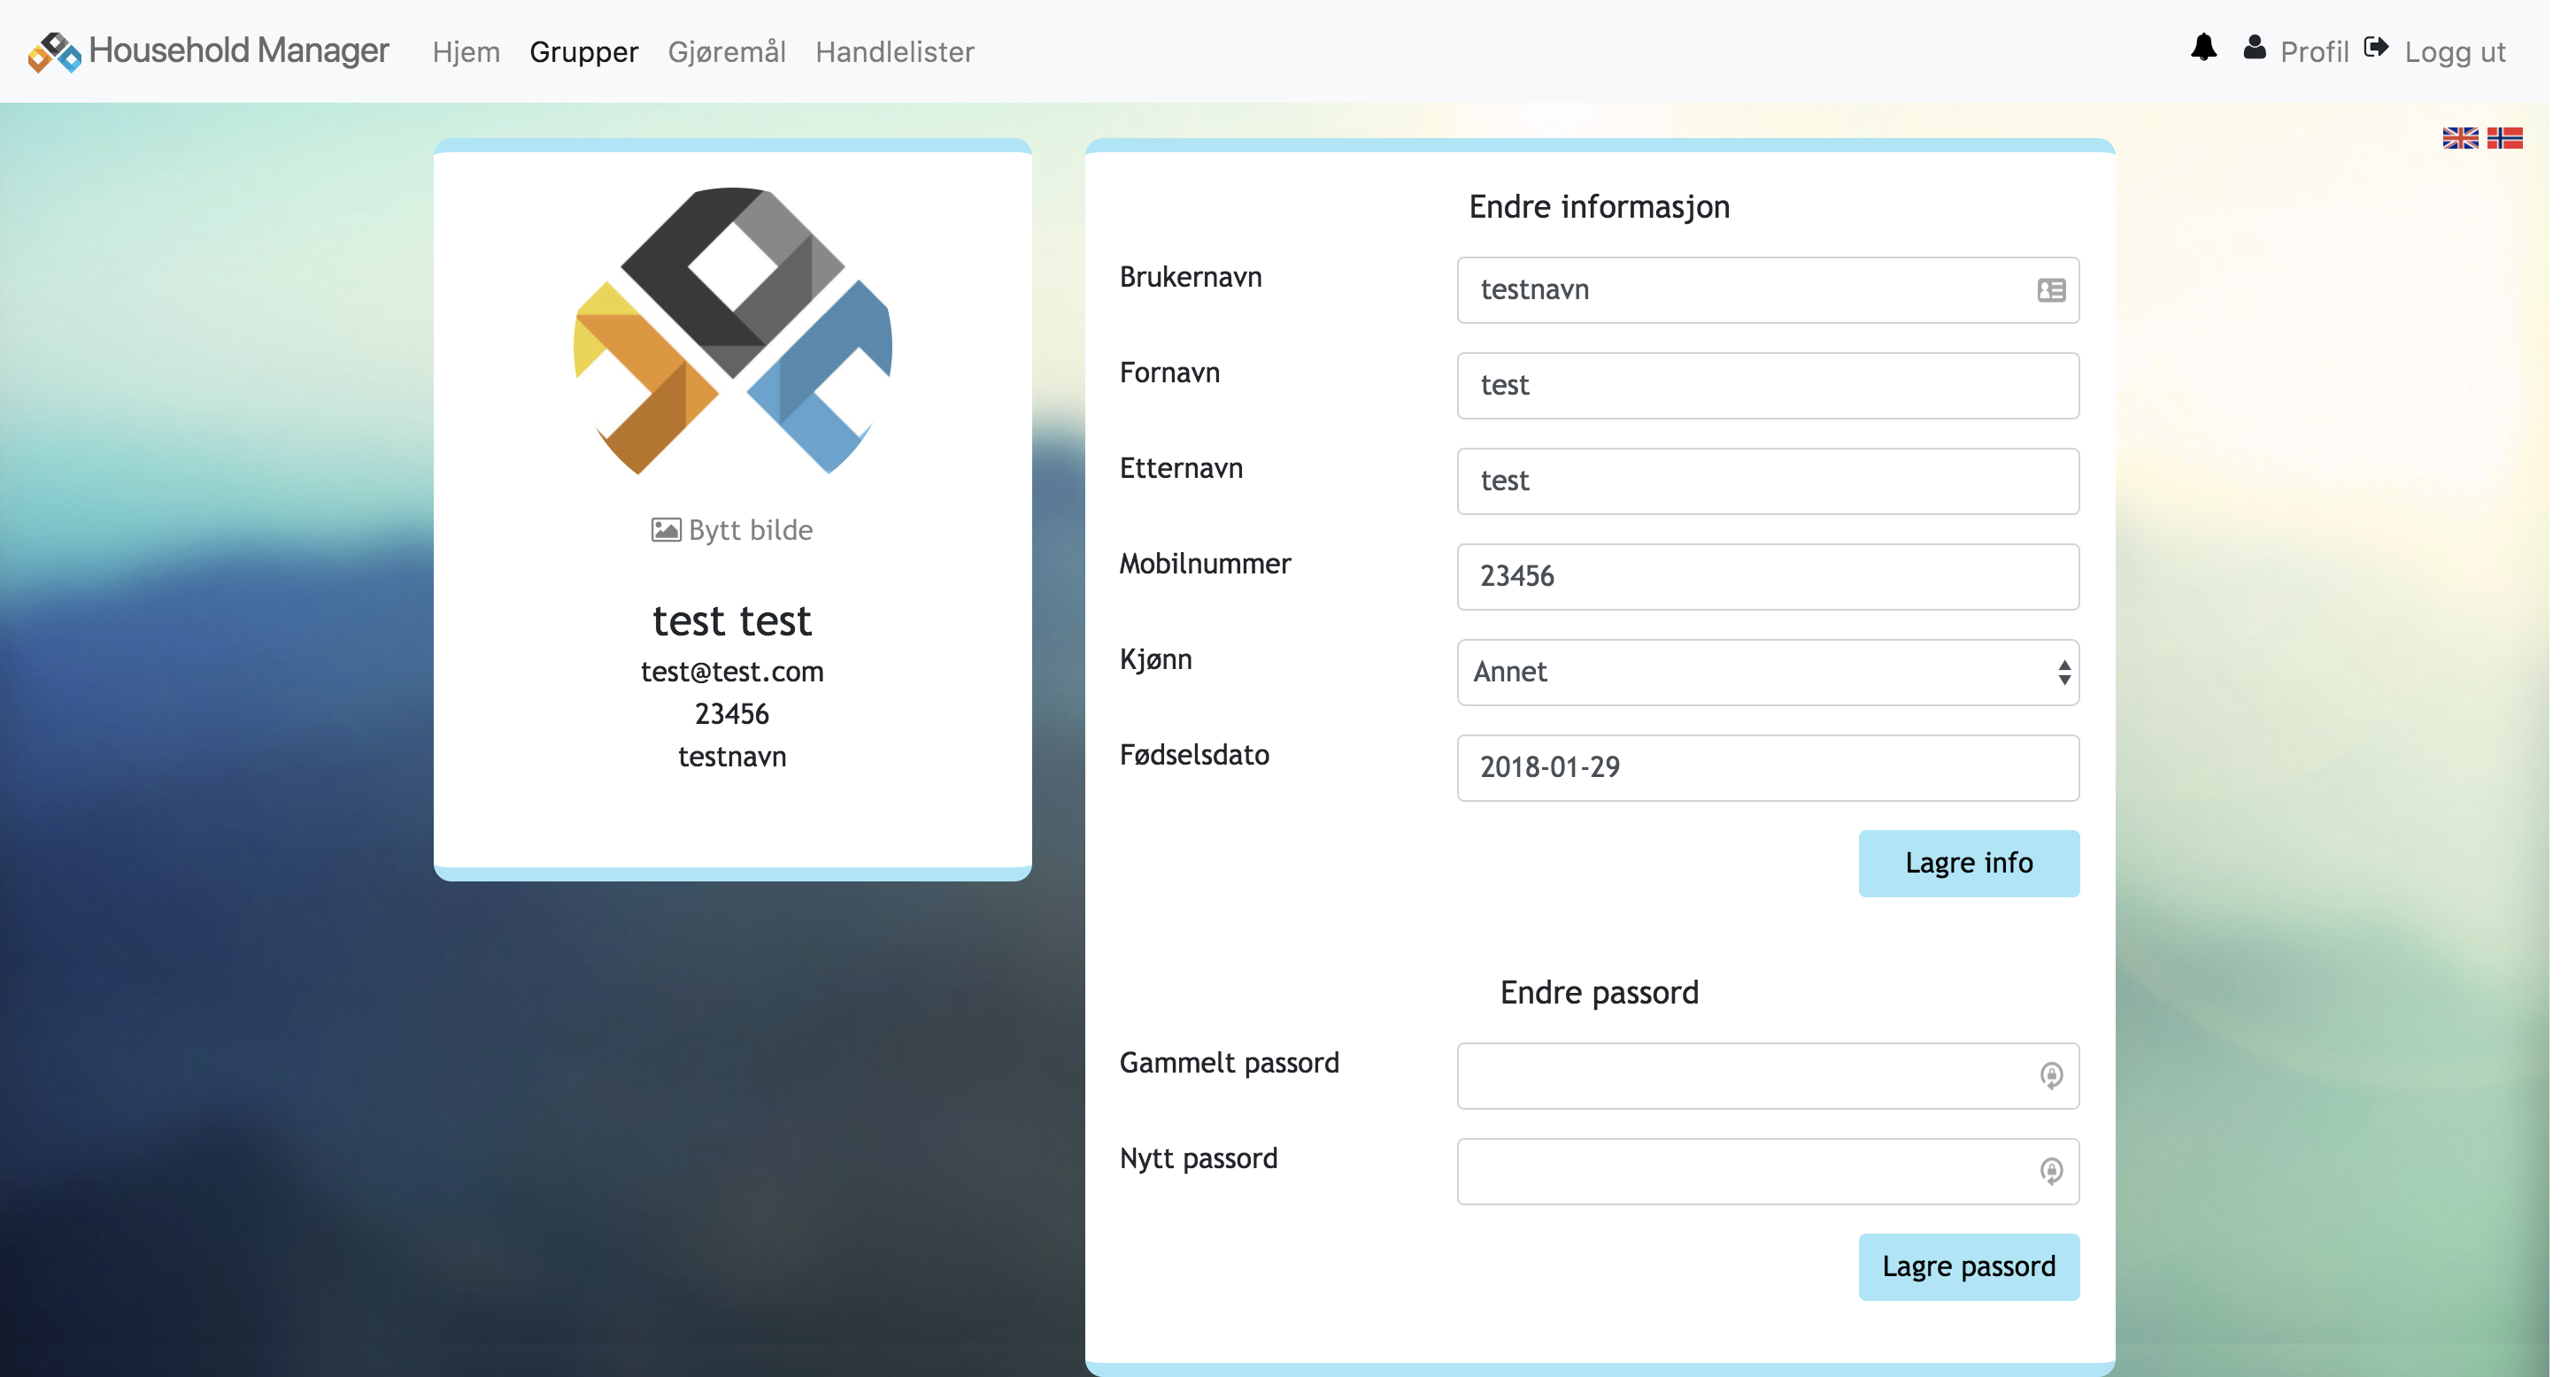 Household Manager Hjem Grupper Gjøremål Handlelister Profil Logg ut
Bytt bilde
test test
test@test.com
23456
testnavn
Endre informasjon
Brukernavn testnavn
Fornavn test
Etternavn test
Mobilnummer 23456
Kjønn Annet
Fødselsdato 2018-01-29
Lagre info
Endre passord
Gammelt passord
Nytt passord
Lagre passord